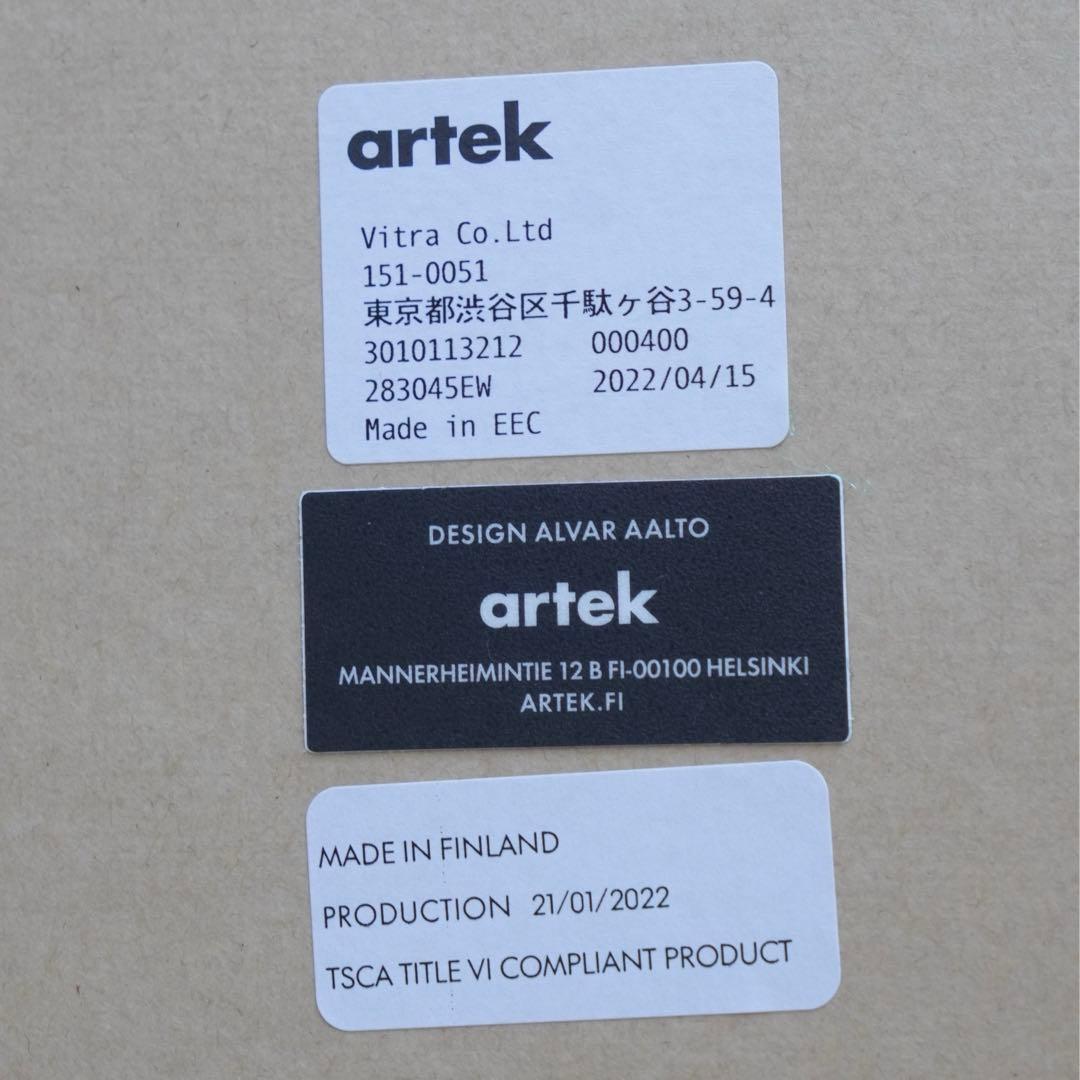 artek
Vitra Co.Ltd
151-0051
東京都渋谷区千駄ヶ谷3-59-4
3010113212 000400
283045EW 2022/04/15
Made in EEC
DESIGN ALVAR AALTO
artek
MANNERHEIMINTIE 12 B FI-00100 HELSINKI
ARTEK.FI
MADE IN FINLAND
PRODUCTION 21/01/2022
TSCA TITLE VI COMPLIANT PRODUCT